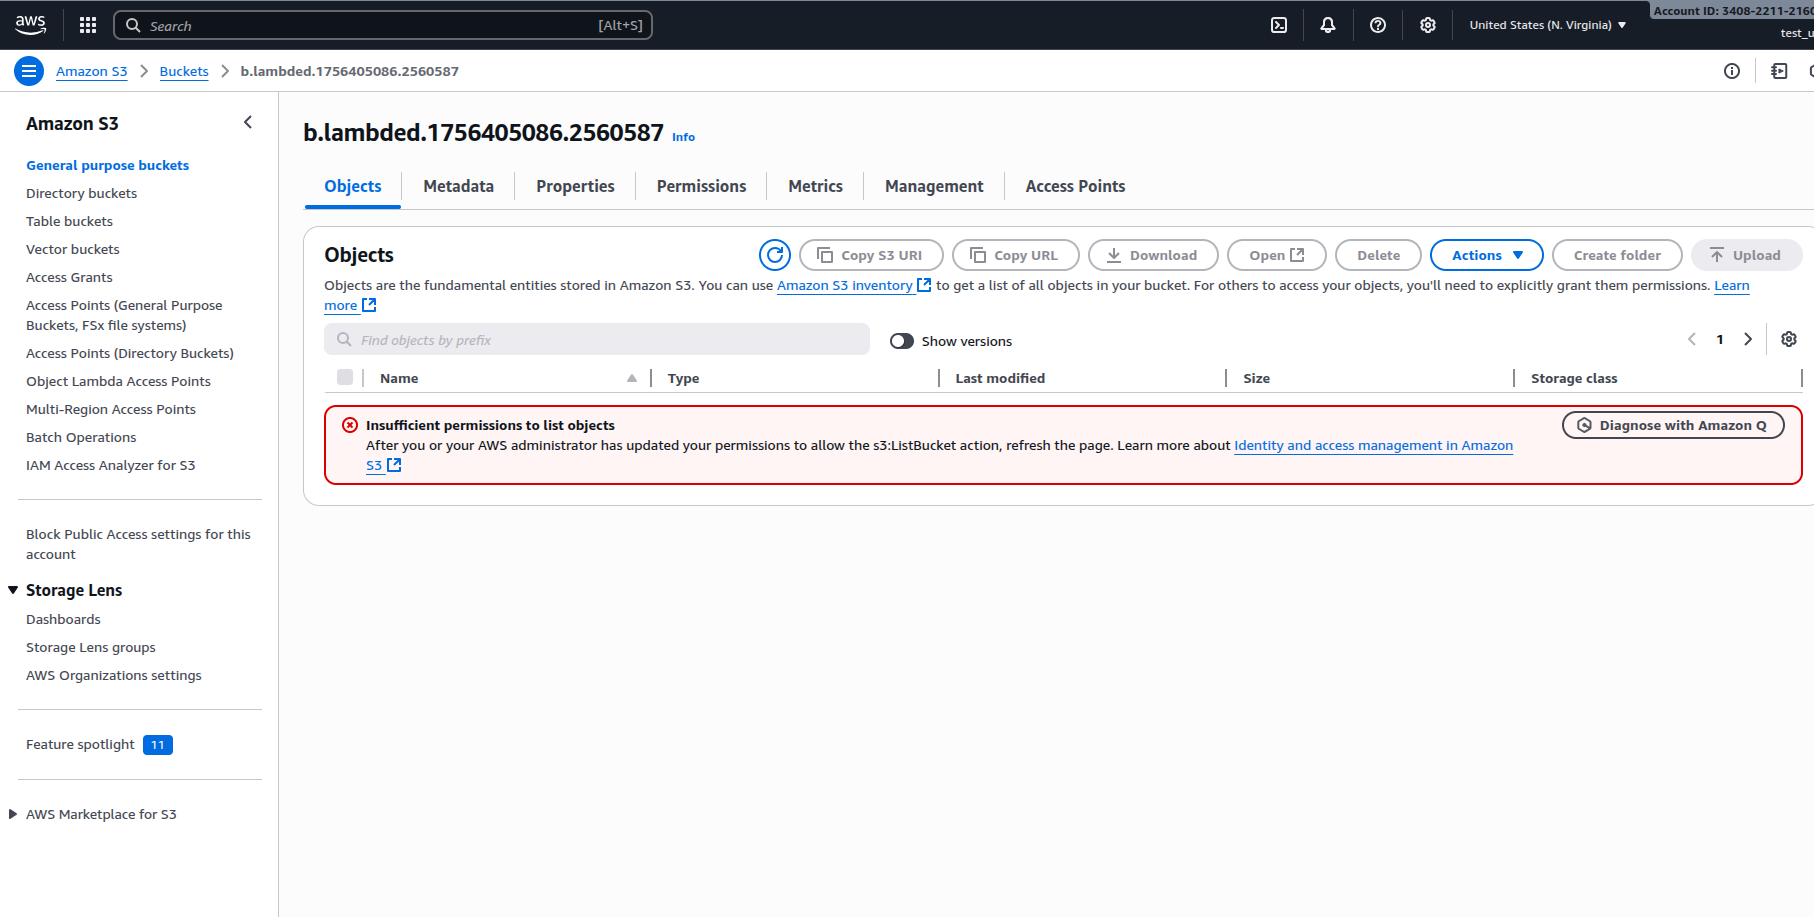 aws
Search [Alt+S]
United States (N. Virginia)
Account ID: 3408-2211-216
test_u
Amazon S3 > Buckets > b.lambded.1756405086.2560587
Amazon S3
General purpose buckets
Directory buckets
Table buckets
Vector buckets
Access Grants
Access Points (General Purpose
Buckets, FSx file systems)
Access Points (Directory Buckets)
Object Lambda Access Points
Multi-Region Access Points
Batch Operations
IAM Access Analyzer for S3
Block Public Access settings for this
account
Storage Lens
Dashboards
Storage Lens groups
AWS Organizations settings
Feature spotlight 11
AWS Marketplace for S3
b.lambded.1756405086.2560587 Info
Objects Metadata Properties Permissions Metrics Management Access Points
Objects Copy S3 URI Copy URL Download Open Delete Actions Create folder Upload
Objects are the fundamental entities stored in Amazon S3. You can use Amazon S3 inventory to get a list of all objects in your bucket. For others to access your objects, you'll need to explicitly grant them permissions. Learn
more
Find objects by prefix Show versions 1
Name Type Last modified Size Storage class
Insufficient permissions to list objects Diagnose with Amazon Q
After you or your AWS administrator has updated your permissions to allow the s3:ListBucket action, refresh the page. Learn more about Identity and access management in Amazon
S3